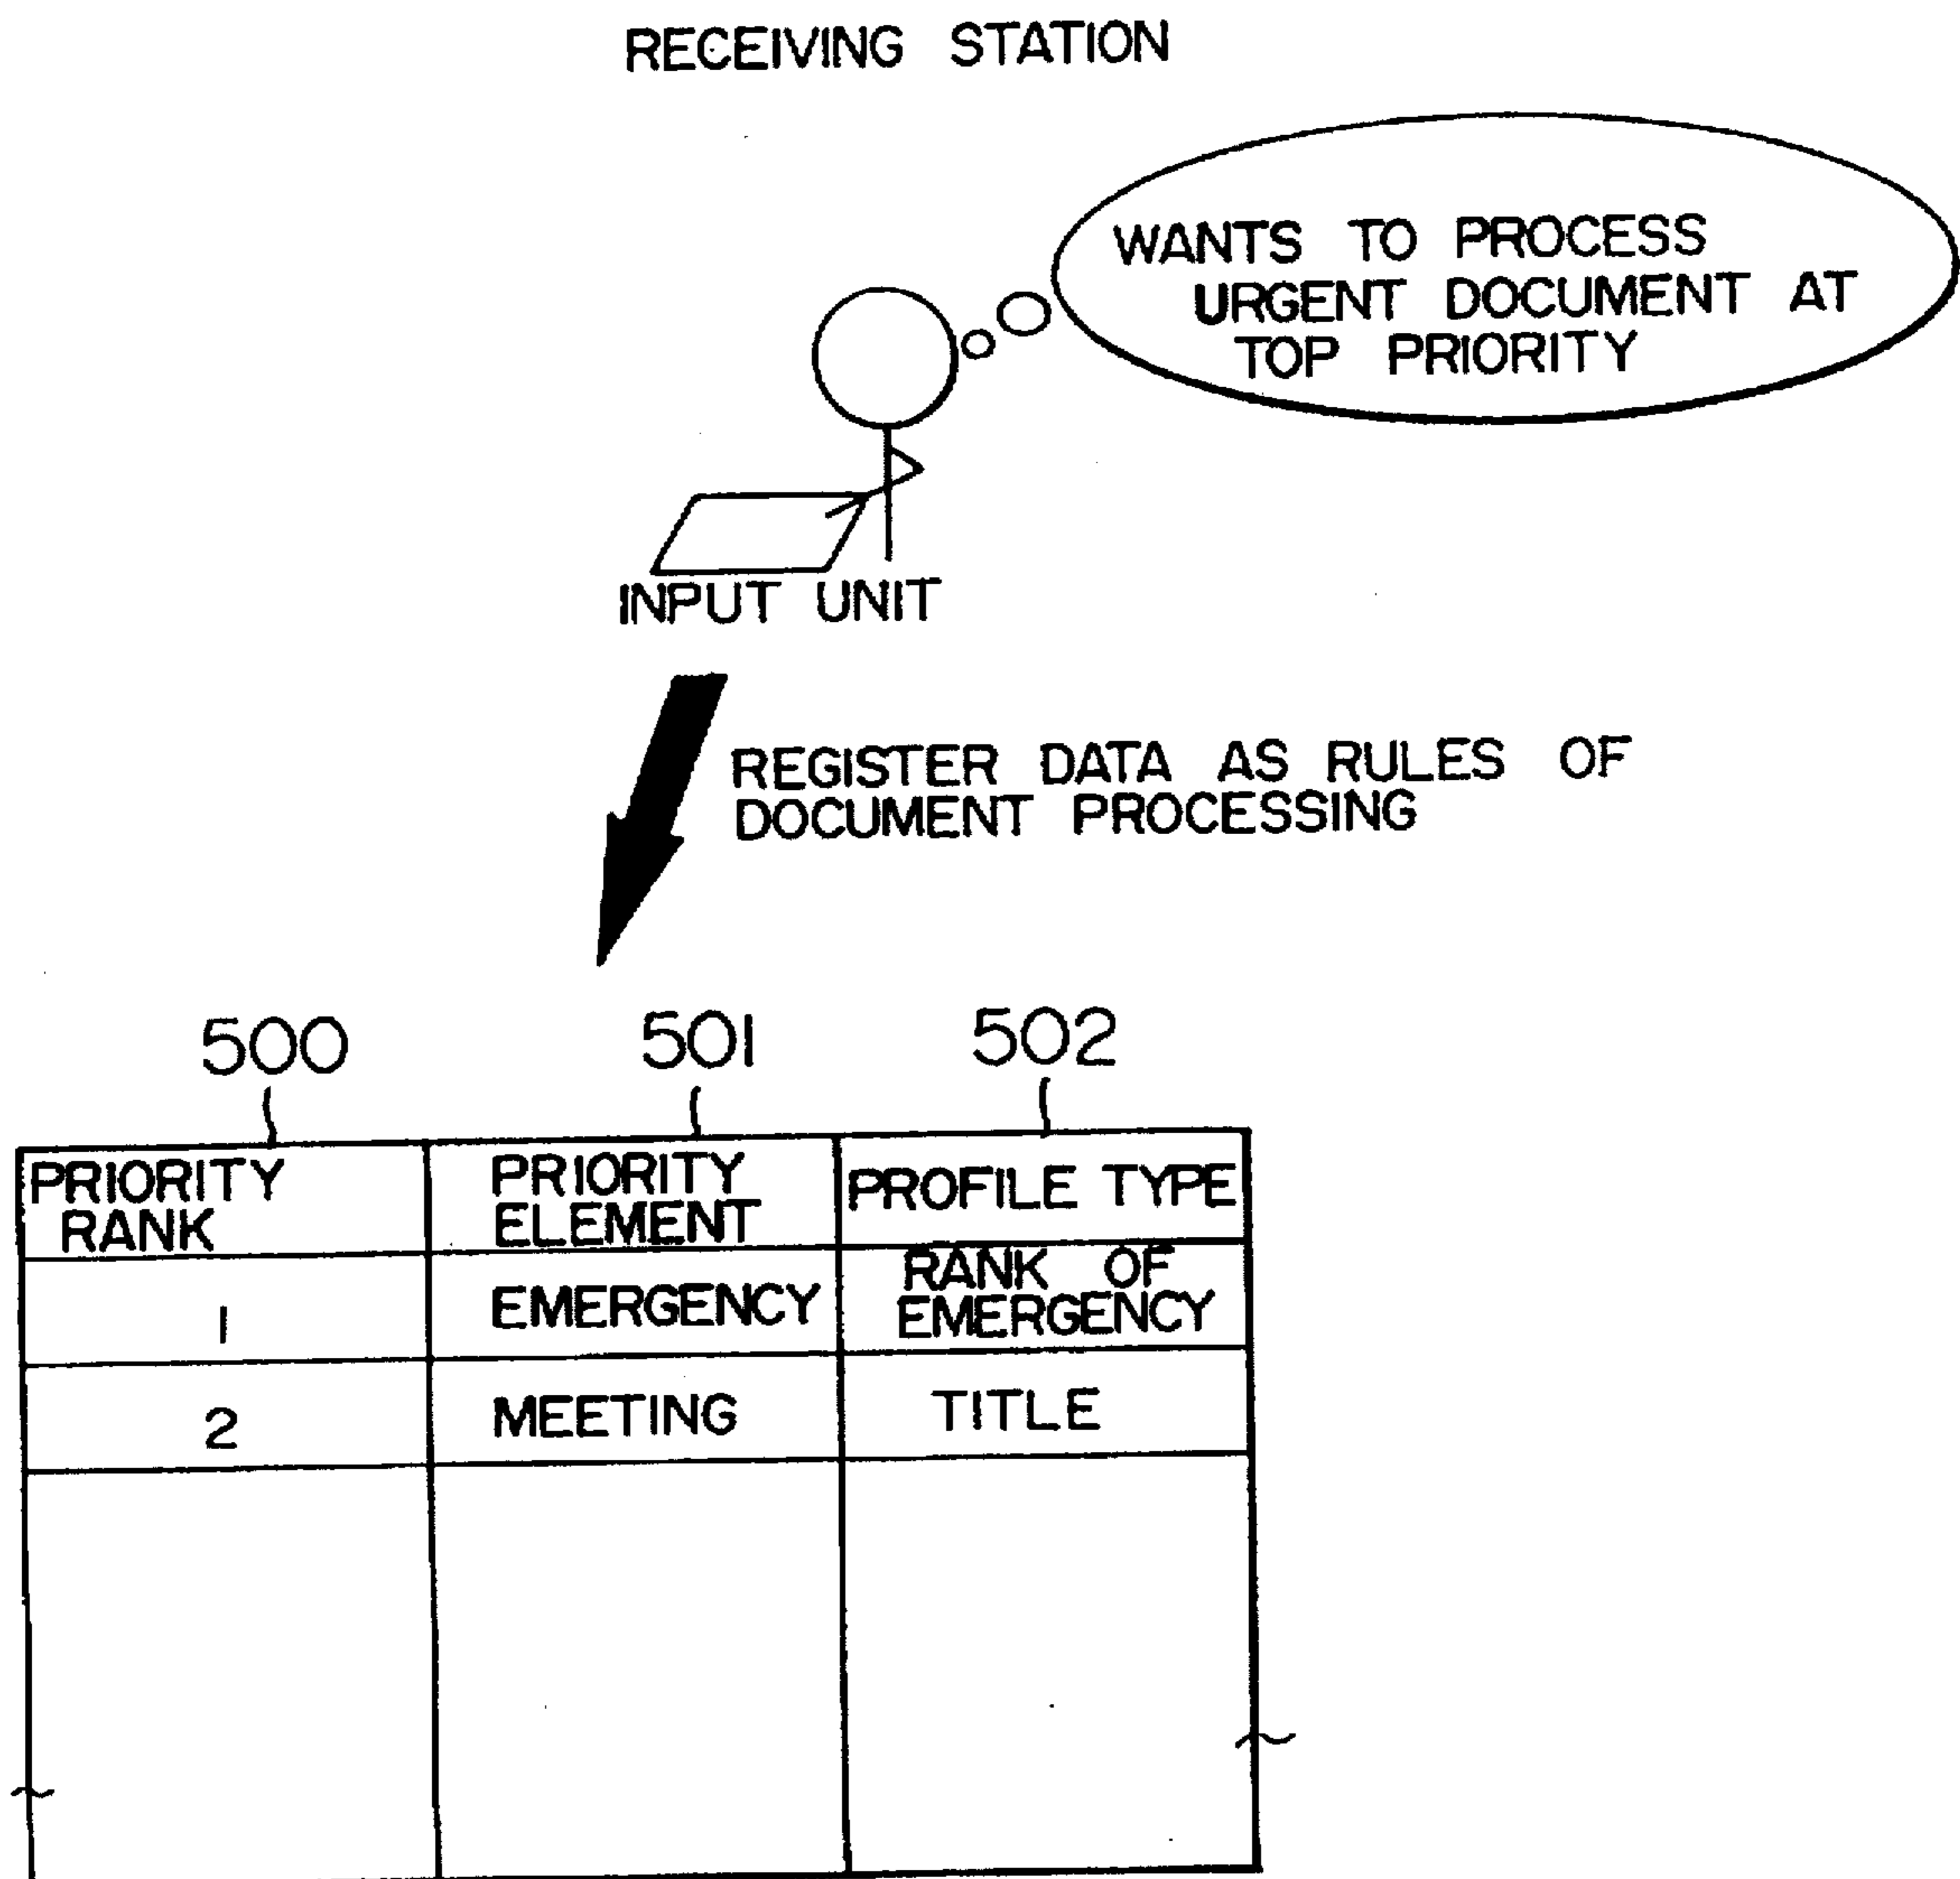 RECEIVING STATION
WANTS TO PROCESS
URGENT DOCUMENT AT
TOP PRIORITY
INPUT UNIT
REGISTER DATA AS RULES OF
DOCUMENT PROCESSING
500 501 502
PRIORITY
RANK
PRIORITY
ELEMENT
PROFILE TYPE
1
EMERGENCY
RANK OF
EMERGENCY
2
MEETING
TITLE